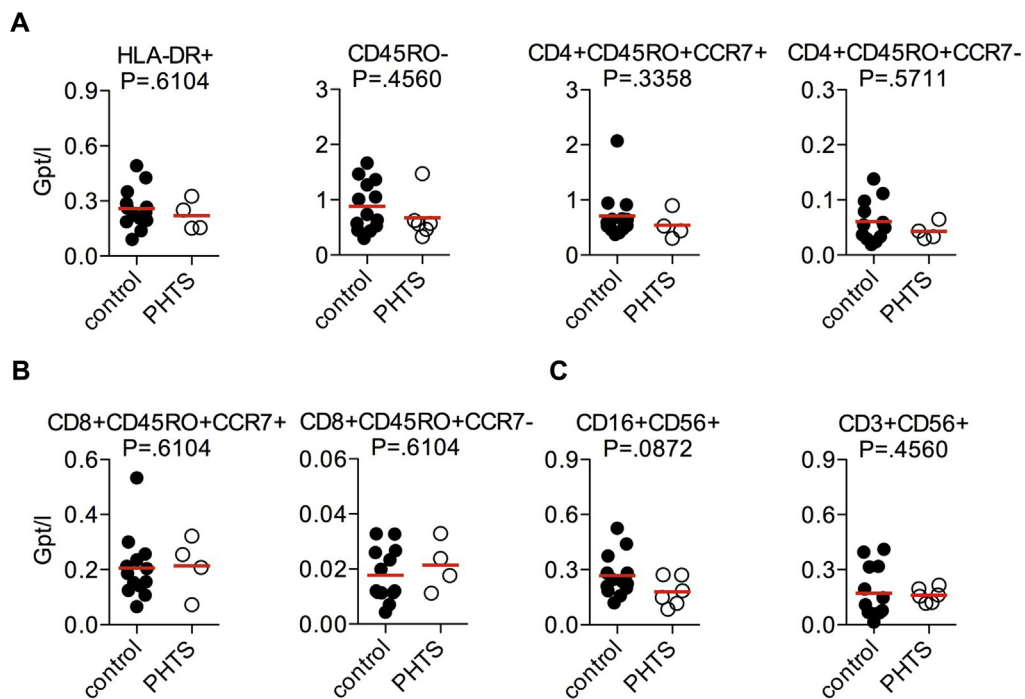 A
HLA-DR+
P=.6104
CD45RO-
P=.4560
CD4+CD45RO+CCR7+
P=.3358
CD4+CD45RO+CCR7-
P=.5711
Gpt/l
0.9
0.6
0.3
0.0
control
PHTS
3
2
1
0
control
PHTS
3
2
1
0
control
PHTS
0.3
0.2
0.1
0
control
PHTS
B
CD8+CD45RO+CCR7+
P=.6104
CD8+CD45RO+CCR7-
P=.6104
Gpt/l
0.6
0.4
0.2
0.0
control
PHTS
0.06
0.04
0.02
0.00
control
PHTS
C
CD16+CD56+
P=.0872
CD3+CD56+
P=.4560
0.9
0.6
0.3
0.0
control
PHTS
0.9
0.6
0.3
0.0
control
PHTS